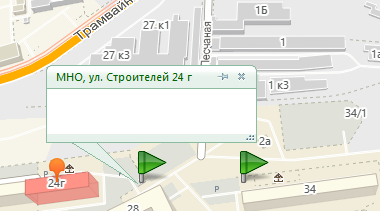 1Б
27 к1
Трамвайн
Песчаная
1
27 к3
МНО, ул. Строителей 24 г
1 к3
34/1
2а
24г
Р
Р
34
28